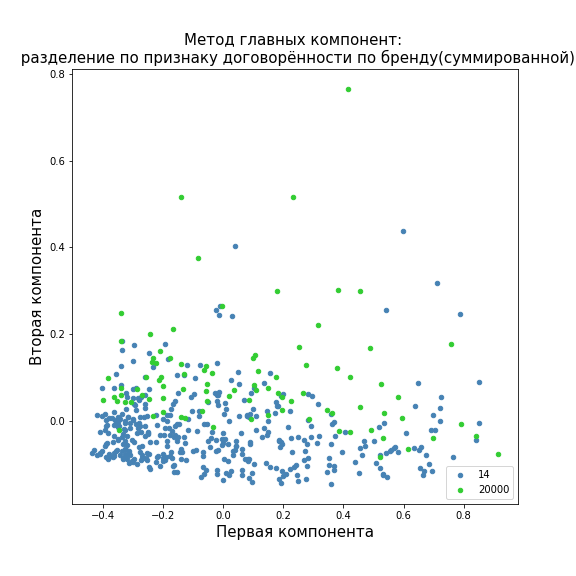 Метод главных компонент:
разделение по признаку договорённости по бренду(суммированной)
Вторая компонента
0.8
0.6
0.4
0.2
0.0
−0.4 −0.2 0.0 0.2 0.4 0.6 0.8
Первая компонента
14
20000